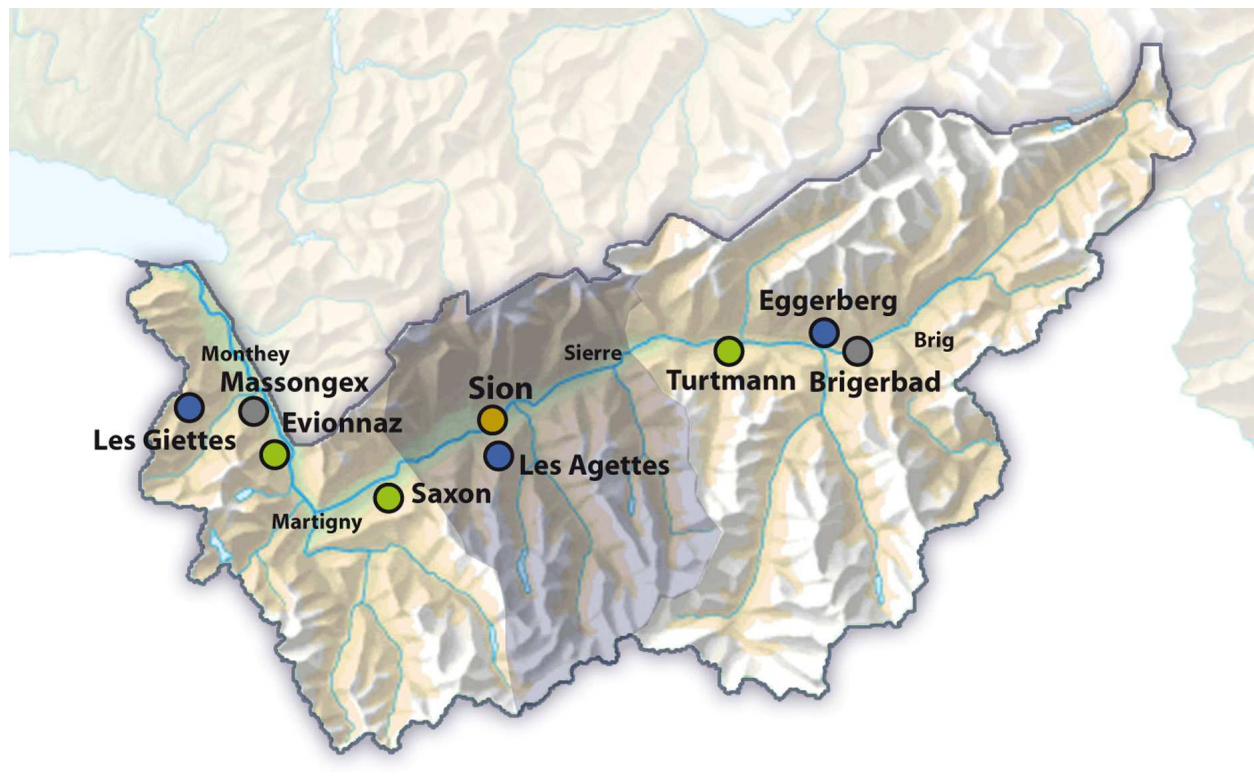 Eggerberg
Brig
Monthey
Sierre
Massongex
Turtmann
Brigerbad
Sion
Evionnaz
Les Giettes
Les Agettes
Saxon
Martigny